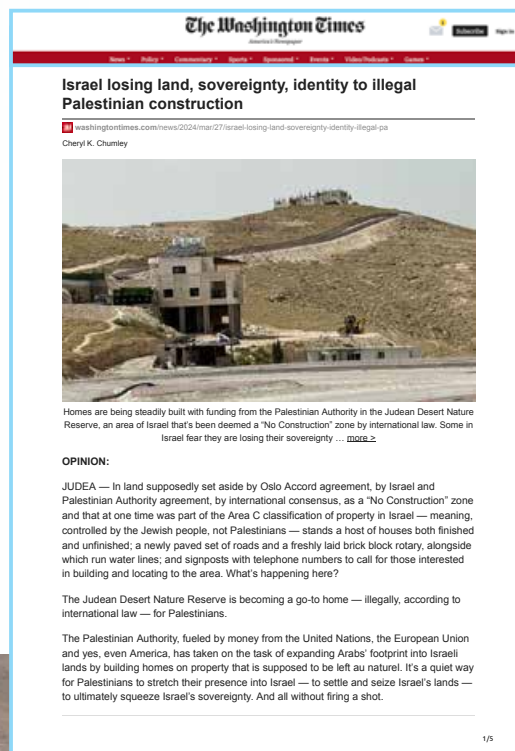 The Washington Times
America's Newspaper
Subscribe
Sign in
News
Policy
Commentary
Sports
Sponsored
Events
Video/Podcasts
Games
Israel losing land, sovereignty, identity to illegal
Palestinian construction
washingtontimes.com/news/2024/mar/27/israel-losing-land-sovereignty-identity-illegal-pa
Cheryl K. Chumley
Homes are being steadily built with funding from the Palestinian Authority in the Judean Desert Nature
Reserve, an area of Israel that's been deemed a “No Construction” zone by international law. Some in
Israel fear they are losing their sovereignty … more >
OPINION:
JUDEA — In land supposedly set aside by Oslo Accord agreement, by Israel and
Palestinian Authority agreement, by international consensus, as a “No Construction” zone
and that at one time was part of the Area C classification of property in Israel — meaning,
controlled by the Jewish people, not Palestinians — stands a host of houses both finished
and unfinished; a newly paved set of roads and a freshly laid brick block rotary, alongside
which run water lines; and signposts with telephone numbers to call for those interested
in building and locating to the area. What's happening here?
The Judean Desert Nature Reserve is becoming a go-to home — illegally, according to
international law — for Palestinians.
The Palestinian Authority, fueled by money from the United Nations, the European Union
and yes, even America, has taken on the task of expanding Arabs' footprint into Israeli
lands by building homes on property that is supposed to be left au naturel. It's a quiet way
for Palestinians to stretch their presence into Israel — to settle and seize Israel's lands —
to ultimately squeeze Israel's sovereignty. And all without firing a shot.
1/5